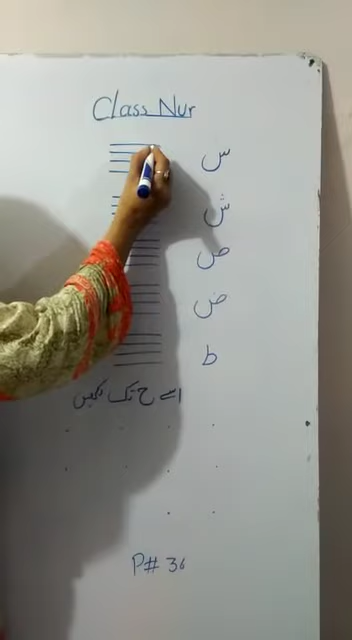 Class Nur
س
ش
ص
ض
ط
ا سے ح تک لکھیں
P# 36